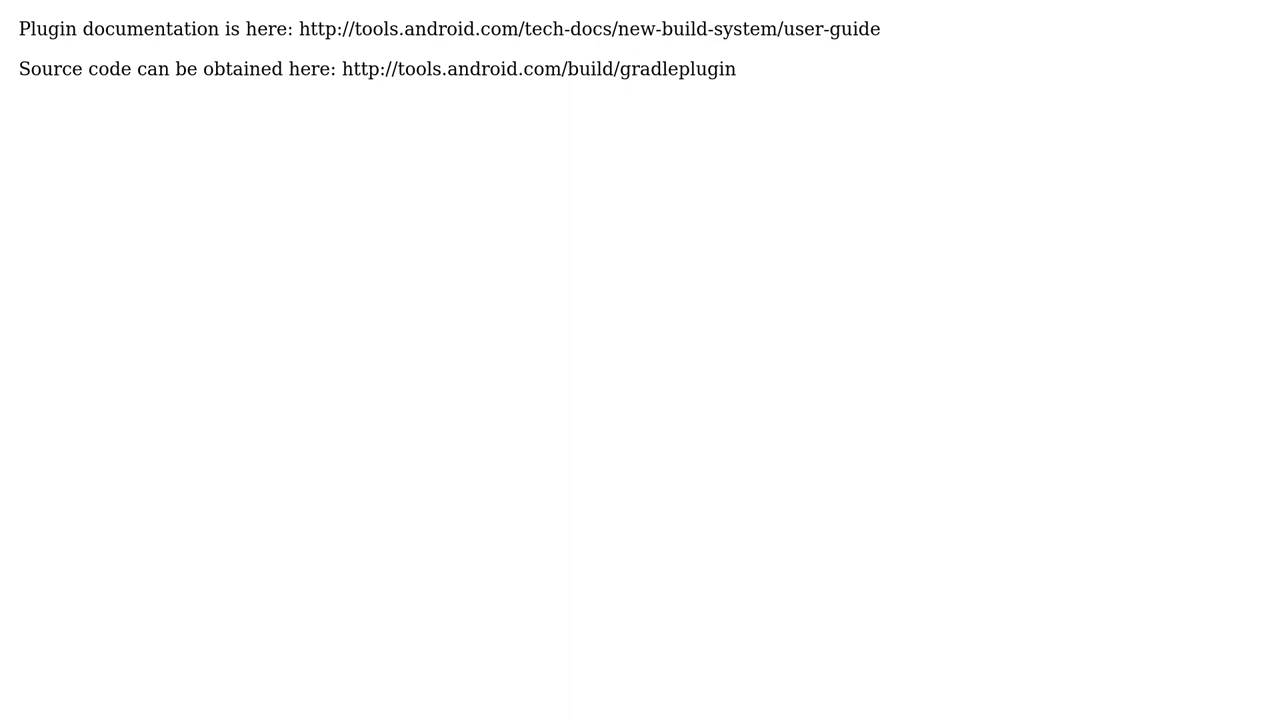 Plugin documentation is here: http://tools.android.com/tech-docs/new-build-system/user-guide
Source code can be obtained here: http://tools.android.com/build/gradleplugin